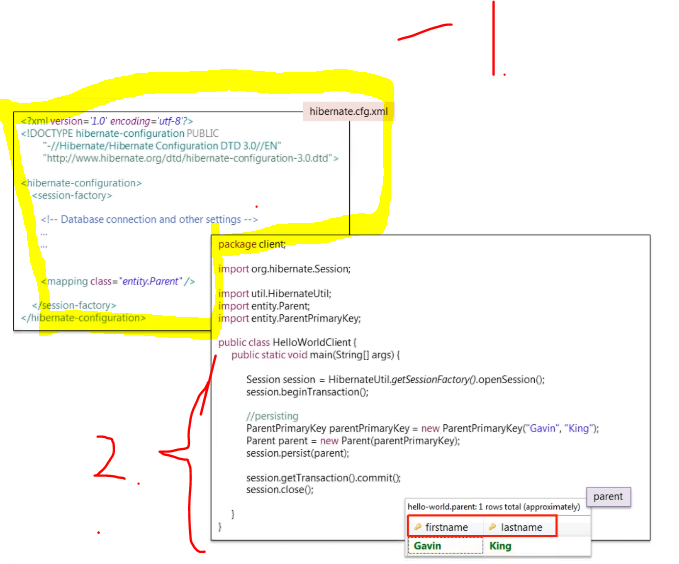 1.
hibernate.cfg.xml
<?xml version='1.0' encoding='utf-8'?>
<!DOCTYPE hibernate-configuration PUBLIC
"-//Hibernate/Hibernate Configuration DTD 3.0//EN"
"http://www.hibernate.org/dtd/hibernate-configuration-3.0.dtd">
<hibernate-configuration>
<session-factory>
<!-- Database connection and other settings -->
...
...
<mapping class="entity.Parent" />
</session-factory>
</hibernate-configuration>
package client;
import org.hibernate.Session;
import util.HibernateUtil;
import entity.Parent;
import entity.ParentPrimaryKey;
public class HelloWorldClient {
public static void main(String[] args) {
Session session = HibernateUtil.getSessionFactory().openSession();
session.beginTransaction();
//persisting
ParentPrimaryKey parentPrimaryKey = new ParentPrimaryKey("Gavin", "King");
Parent parent = new Parent(parentPrimaryKey);
session.persist(parent);
session.getTransaction().commit();
session.close();
}
}
2.
parent
hello-world.parent: 1 rows total (approximately)
firstname lastname
Gavin King